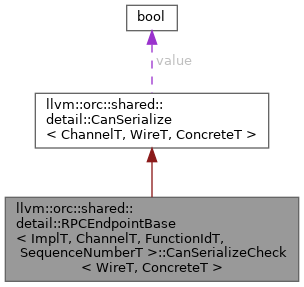 bool
value
llvm::orc::shared::
detail::CanSerialize
< ChannelT, WireT, ConcreteT >
llvm::orc::shared::
detail::RPCEndpointBase
< ImplT, ChannelT, FunctionIdT,
SequenceNumberT >::CanSerializeCheck
< WireT, ConcreteT >